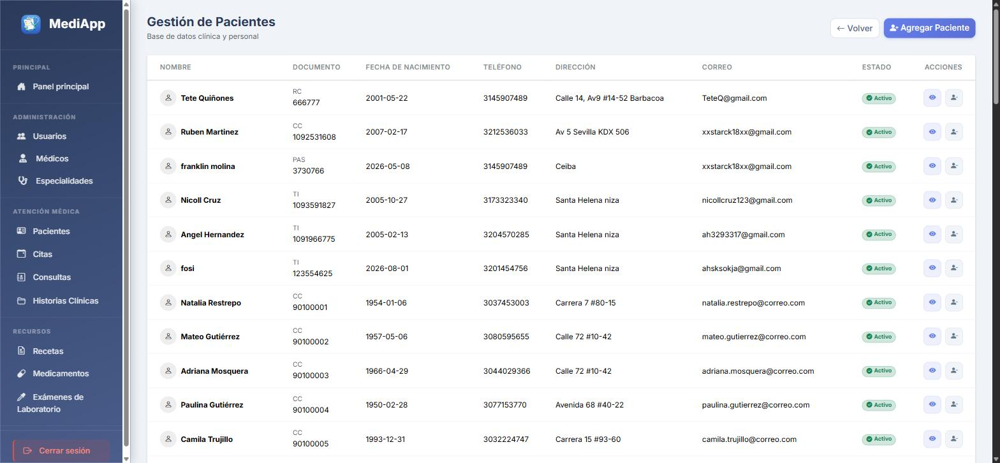 MediApp
PRINCIPAL
Panel principal
ADMINISTRACIÓN
Usuarios
Médicos
Especialidades
ATENCIÓN MÉDICA
Pacientes
Citas
Consultas
Historias Clínicas
RECURSOS
Recetas
Medicamentos
Exámenes de
Laboratorio
Cerrar sesión
Gestión de Pacientes
Base de datos clínica y personal
← Volver
Agregar Paciente
NOMBRE DOCUMENTO FECHA DE NACIMIENTO TELÉFONO DIRECCIÓN CORREO ESTADO ACCIONES
RC
Tete Quiñones 666777 2001-05-22 3145907489 Calle 14, Av9 #14-52 Barbacoa TeteQ@gmail.com Activo
CC
Ruben Martinez 1092531608 2007-02-17 3212536033 Av 5 Sevilla KDX 506 xxstarck18xx@gmail.com Activo
PAS
franklin molina 3730766 2026-05-08 3145907489 Ceiba xxstarck18xx@gmail.com Activo
TI
Nicoll Cruz 1093591827 2005-10-27 3173323340 Santa Helena niza nicollcruz123@gmail.com Activo
TI
Angel Hernandez 1091966775 2005-02-13 3204570285 Santa Helena niza ah3293317@gmail.com Activo
TI
fosi 123554625 2026-08-01 3201454756 Santa Helena niza ahsksokja@gmail.com Activo
CC
Natalia Restrepo 90100001 1954-01-06 3037453003 Carrera 7 #80-15 natalia.restrepo@correo.com Activo
CC
Mateo Gutiérrez 90100002 1957-05-06 3080595655 Calle 72 #10-42 mateo.gutierrez@correo.com Activo
CC
Adriana Mosquera 90100003 1966-04-29 3044029366 Calle 72 #10-42 adriana.mosquera@correo.com Activo
CC
Paulina Gutiérrez 90100004 1950-02-28 3077153770 Avenida 68 #40-22 paulina.gutierrez@correo.com Activo
CC
Camila Trujillo 90100005 1993-12-31 3032224747 Carrera 15 #93-60 camila.trujillo@correo.com Activo